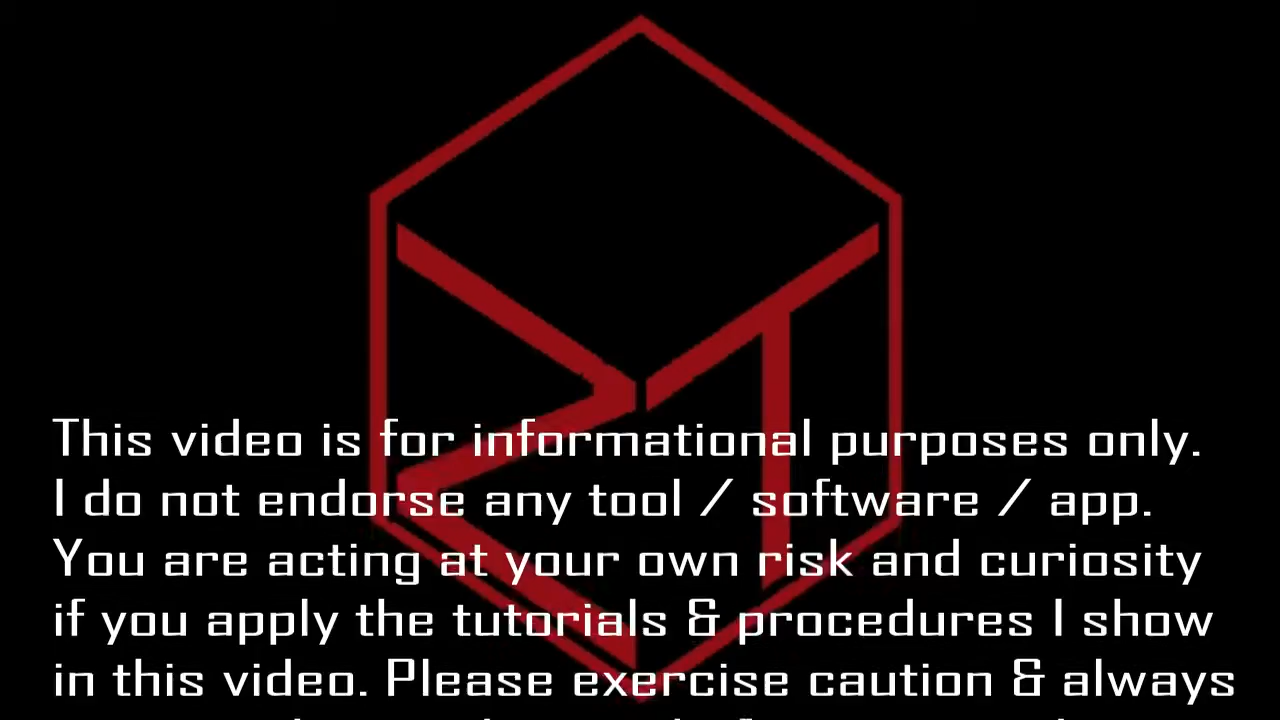 This video is for informational purposes only.
I do not endorse any tool / software / app.
You are acting at your own risk and curiosity
if you apply the tutorials & procedures I show
in this video. Please exercise caution & always